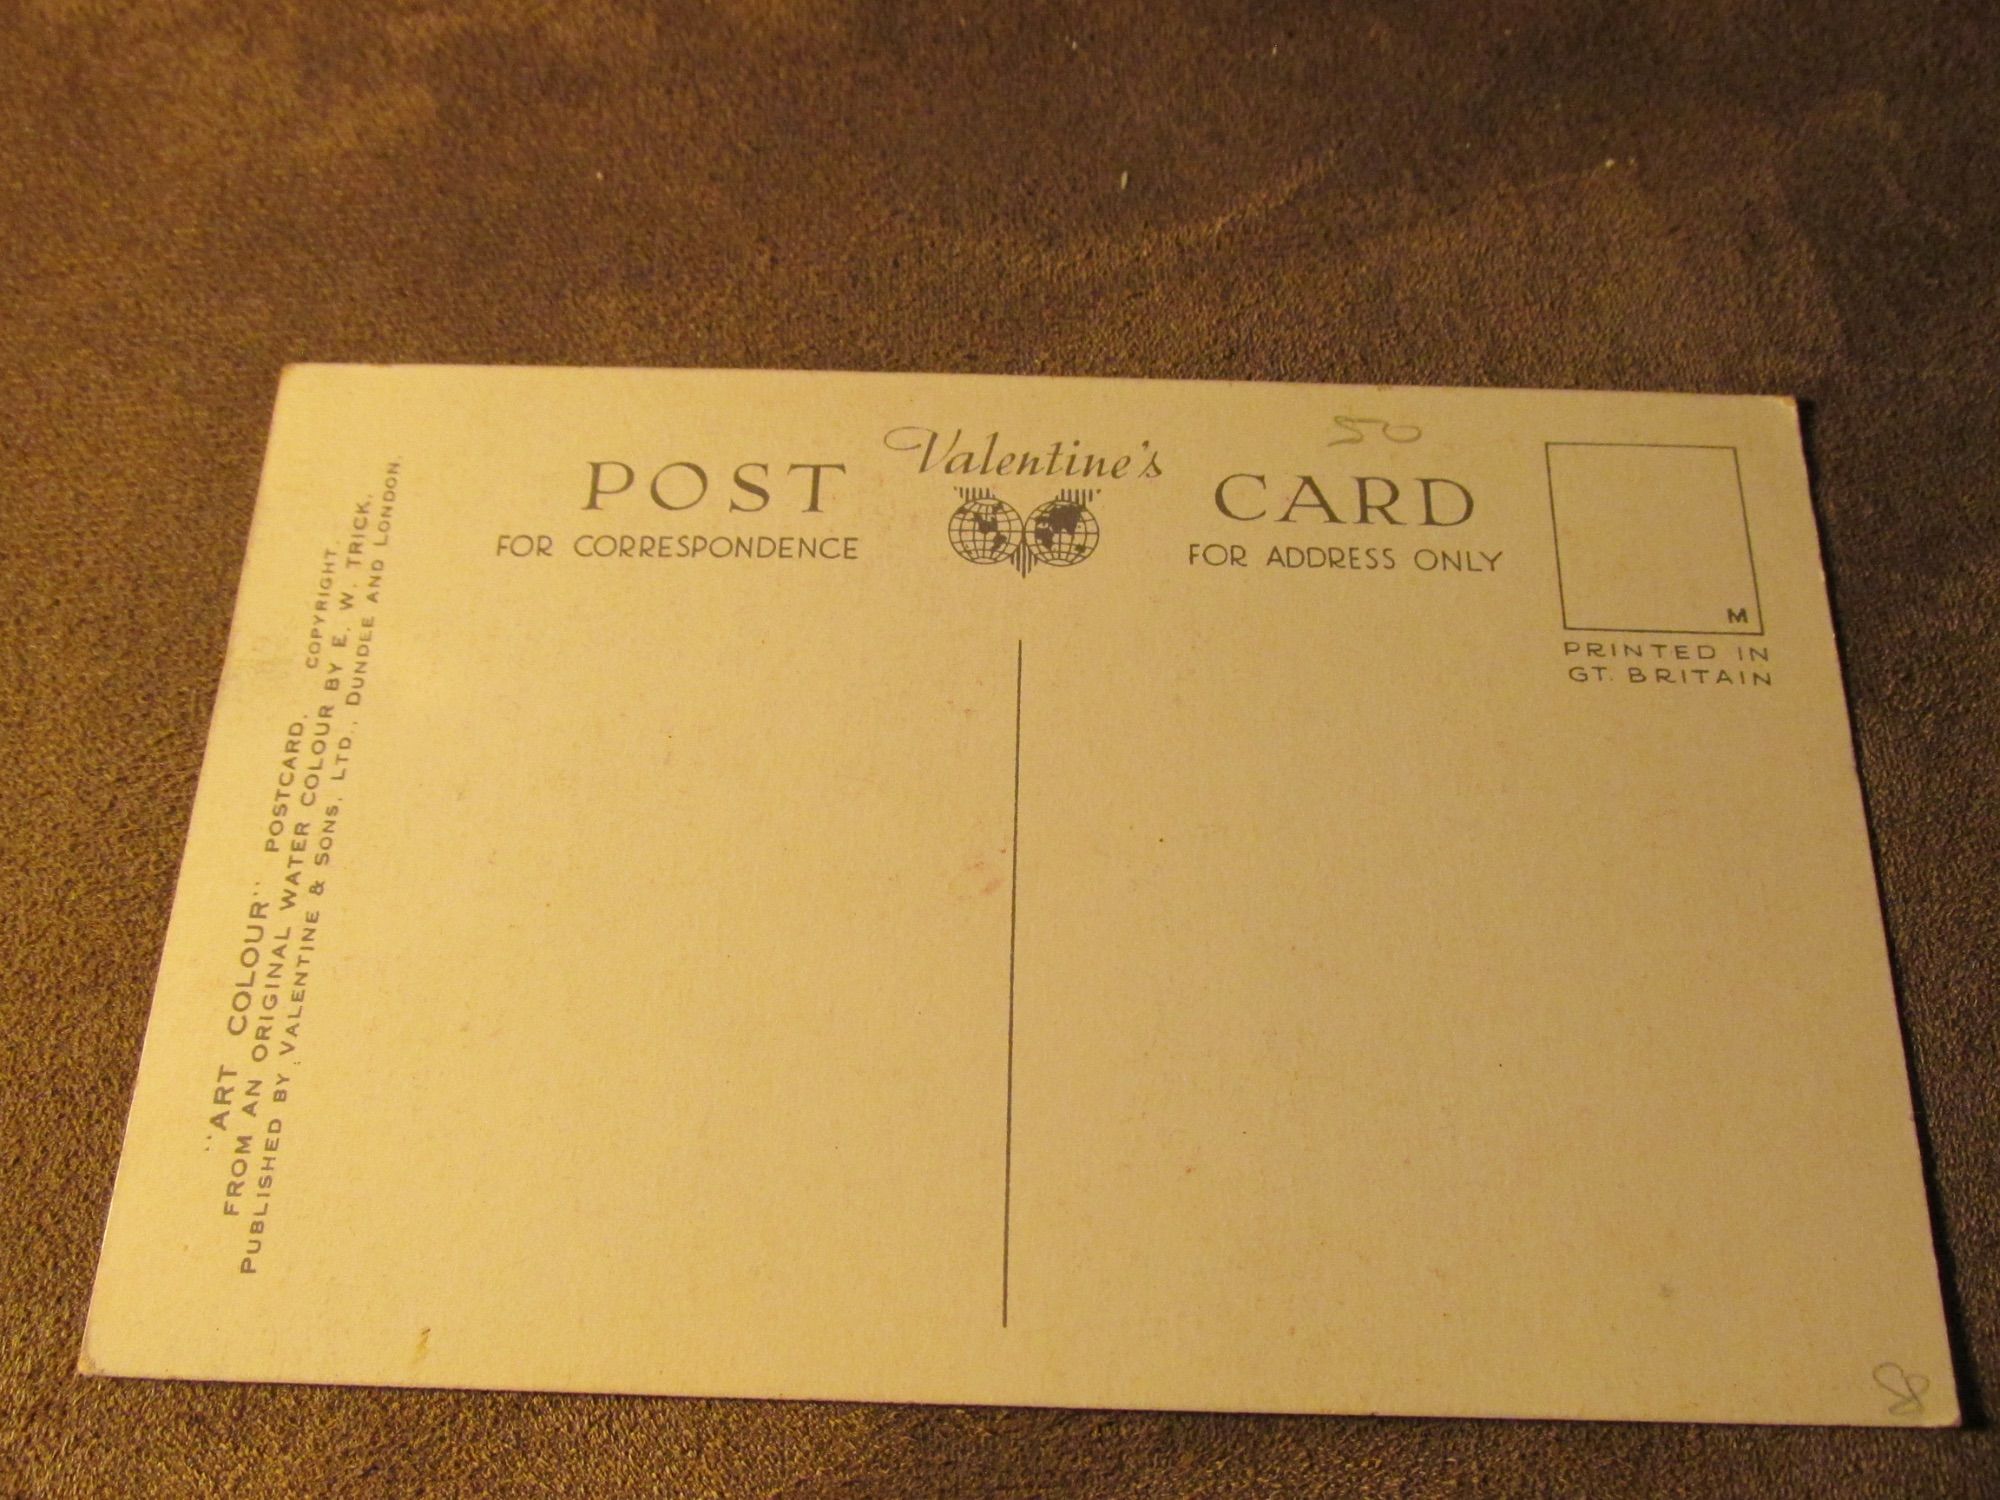 Valentine's
POST CARD
FOR CORRESPONDENCE
FOR ADDRESS ONLY
50
M
PRINTED IN
GT. BRITAIN
"ART COLOUR" POSTCARD. COPYRIGHT.
FROM AN ORIGINAL WATER COLOUR BY E. W. TRICK.
PUBLISHED BY VALENTINE & SONS, LTD., DUNDEE AND LONDON.